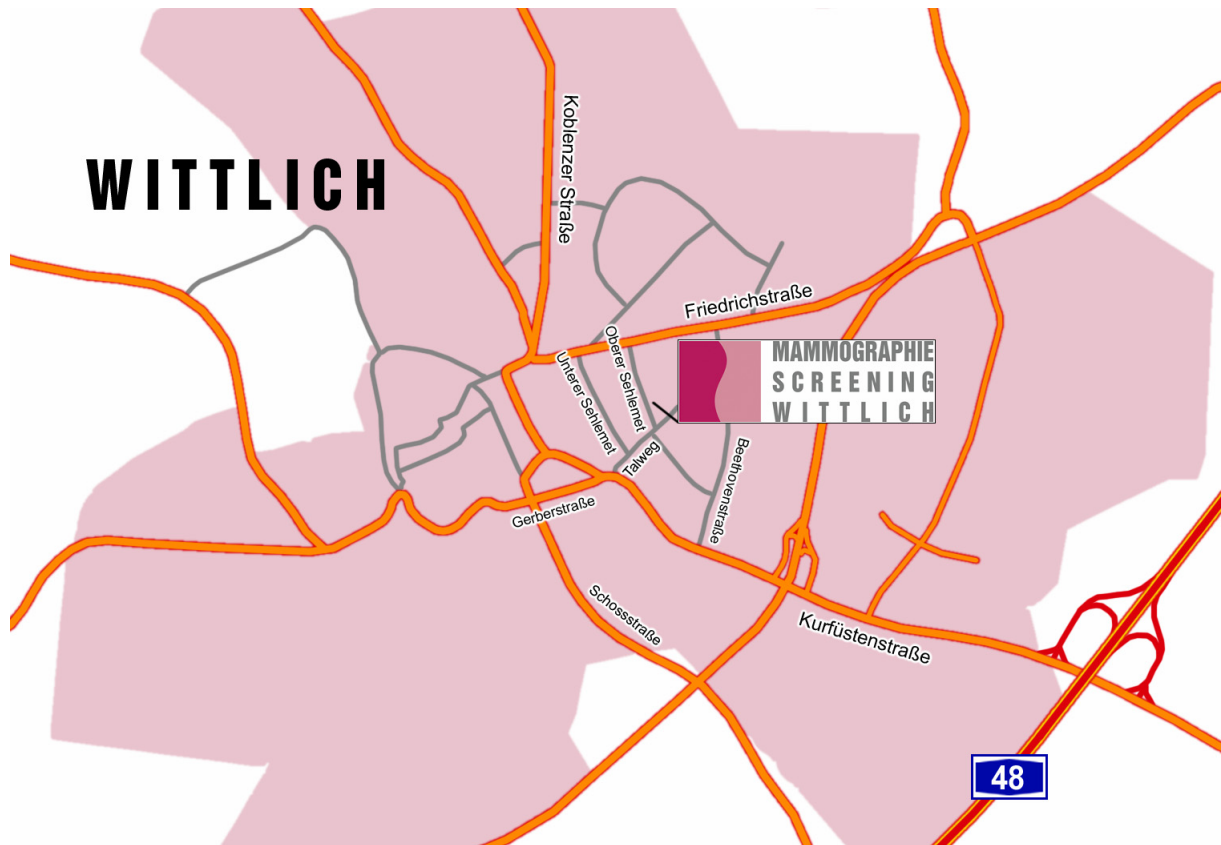 WITTLICH
Koblenzer Straße
Friedrichstraße
Oberer Sehlemet
Unterer Sehlemet
MAMMOGRAPHIE
SCREENING
WITTLICH
Talweg
Beethovenstraße
Gerberstraße
Schossstraße
Kurfüstenstraße
48